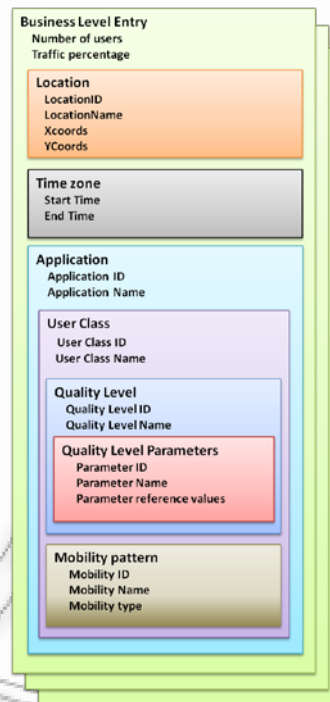 Business Level Entry
Number of users
Traffic percentage
Location
LocationID
LocationName
Xcoords
YCoords
Time zone
Start Time
End Time
Application
Application ID
Application Name
User Class
User Class ID
User Class Name
Quality Level
Quality Level ID
Quality Level Name
Quality Level Parameters
Parameter ID
Parameter Name
Parameter reference values
Mobility pattern
Mobility ID
Mobility Name
Mobility type